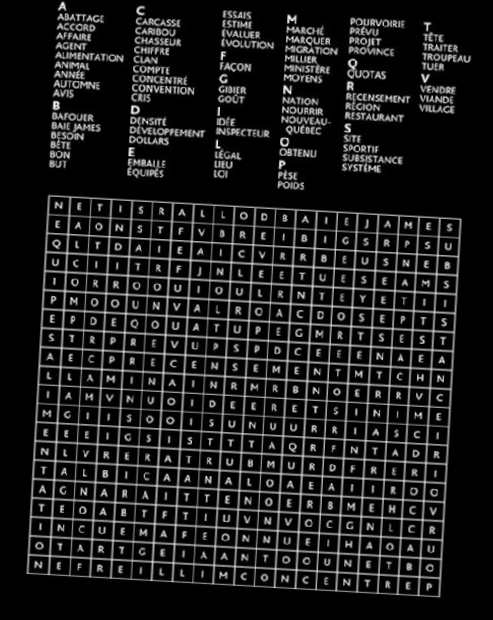 A
ABATTAGE
ACCORD
AFFAIRE
AGENT
ALIMENTATION
ANIMAL
ANNÉE
AUTOMNE
AVIS
B
BAFOUER
BAIE JAMES
BESOIN
BÊTE
BON
BUT
C
CARCASSE
CARIBOU
CHASSEUR
CHIFFRE
CLAN
COMPTE
CONCENTRÉ
CONVENTION
CRIS
D
DENSITÉ
DÉVELOPPEMENT
DOLLARS
E
EMBALLE
ÉQUIPÉS
ESSAIS
ESTIME
ÉVALUER
ÉVOLUTION
F
FAÇON
G
GIBIER
GOÛT
I
IDÉE
INSPECTEUR
L
LÉGAL
LIEU
LOI
M
MARCHÉ
MARQUER
MIGRATION
MILLIER
MINISTÈRE
MOYENS
N
NATION
NOURRIR
NOUVEAU-
QUÉBEC
O
OBTENU
P
PÈSE
POIDS
POURVOIRIE
PRÉVU
PROJET
PROVINCE
Q
QUOTAS
R
RECENSEMENT
RÉGION
RESTAURANT
S
SITE
SPORTIF
SUBSISTANCE
SYSTÈME
T
TÊTE
TRAITER
TROUPEAU
TUER
V
VENDRE
VIANDE
VILLAGE
N E T I S R A L L O D B A I E J A M E S
E A O N S T F V B R E I B I G S R P S U
Q L T D A I E A I C V R R B E U S N E B
U C I I T R F J N L E E T U E S E A M S
I O R R O O U I O U L R N T E Y E T I I
P M O O U N V A L R O A C D O S E P T S
E P D E Q O U A T U P E G M R T S E S T
S T R P R E V U P S P D C E E E N A E A
A E C P R E C E N S E M E N T M T C H N
L L A M I N A I N R M R B N O E R R V C
I A M V N U O I D E E R E T S I N I M E
M G I I S O O I S U N U U R R I A S C I
E E E I G S I S T T T A Q R F N T A D R
N L V R E R A T R U B M U R D F R E R I
T A L B I C A A N A L O A E A I I R O O
A G N A R A I T T E N O E R B M E H C V
T E O A B T F T I U V N V O C G N L C R
I N C U E M A F E O N N U E I H A O A U
O T A R T G E I A A N T O O U N E T B O
N E F R E I L L I M C O N C E N T R E P